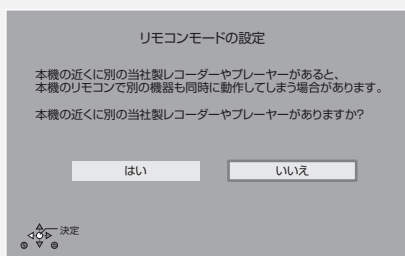 リモコンモードの設定
本機の近くに別の当社製レコーダーやプレーヤーがあると、
本機のリモコンで別の機器も同時に動作してしまう場合があります。
本機の近くに別の当社製レコーダーやプレーヤーがありますか?
はい
いいえ
決定